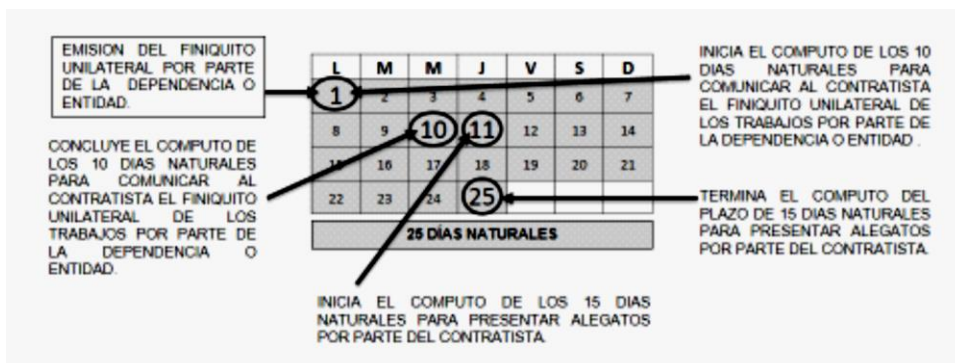 EMISION DEL FINIQUITO
UNILATERAL POR PARTE
DE LA DEPENDENCIA O
ENTIDAD.
CONCLUYE EL COMPUTO DE
LOS 10 DIAS NATURALES
PARA COMUNICAR AL
CONTRATISTA EL FINIQUITO
UNILATERAL DE LOS
TRABAJOS POR PARTE DE
LA DEPENDENCIA O
ENTIDAD.
L M M J V S D
1 2 3 4 5 6 7
8 9 10 11 12 13 14
15 16 17 18 19 20 21
22 23 24 25
25 DÍAS NATURALES
INICIA EL COMPUTO DE LOS 10
DIAS NATURALES PARA
COMUNICAR AL CONTRATISTA
EL FINIQUITO UNILATERAL DE
LOS TRABAJOS POR PARTE DE
LA DEPENDENCIA O ENTIDAD .
TERMINA EL COMPUTO DEL
PLAZO DE 15 DIAS NATURALES
PARA PRESENTAR ALEGATOS
POR PARTE DEL CONTRATISTA.
INICIA EL COMPUTO DE LOS 15 DIAS
NATURALES PARA PRESENTAR ALEGATOS
POR PARTE DEL CONTRATISTA.